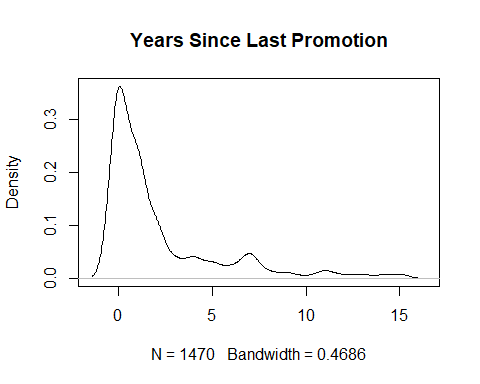 Years Since Last Promotion
Density
0.3
0.2
0.1
0.0
0 5 10 15
N = 1470 Bandwidth = 0.4686